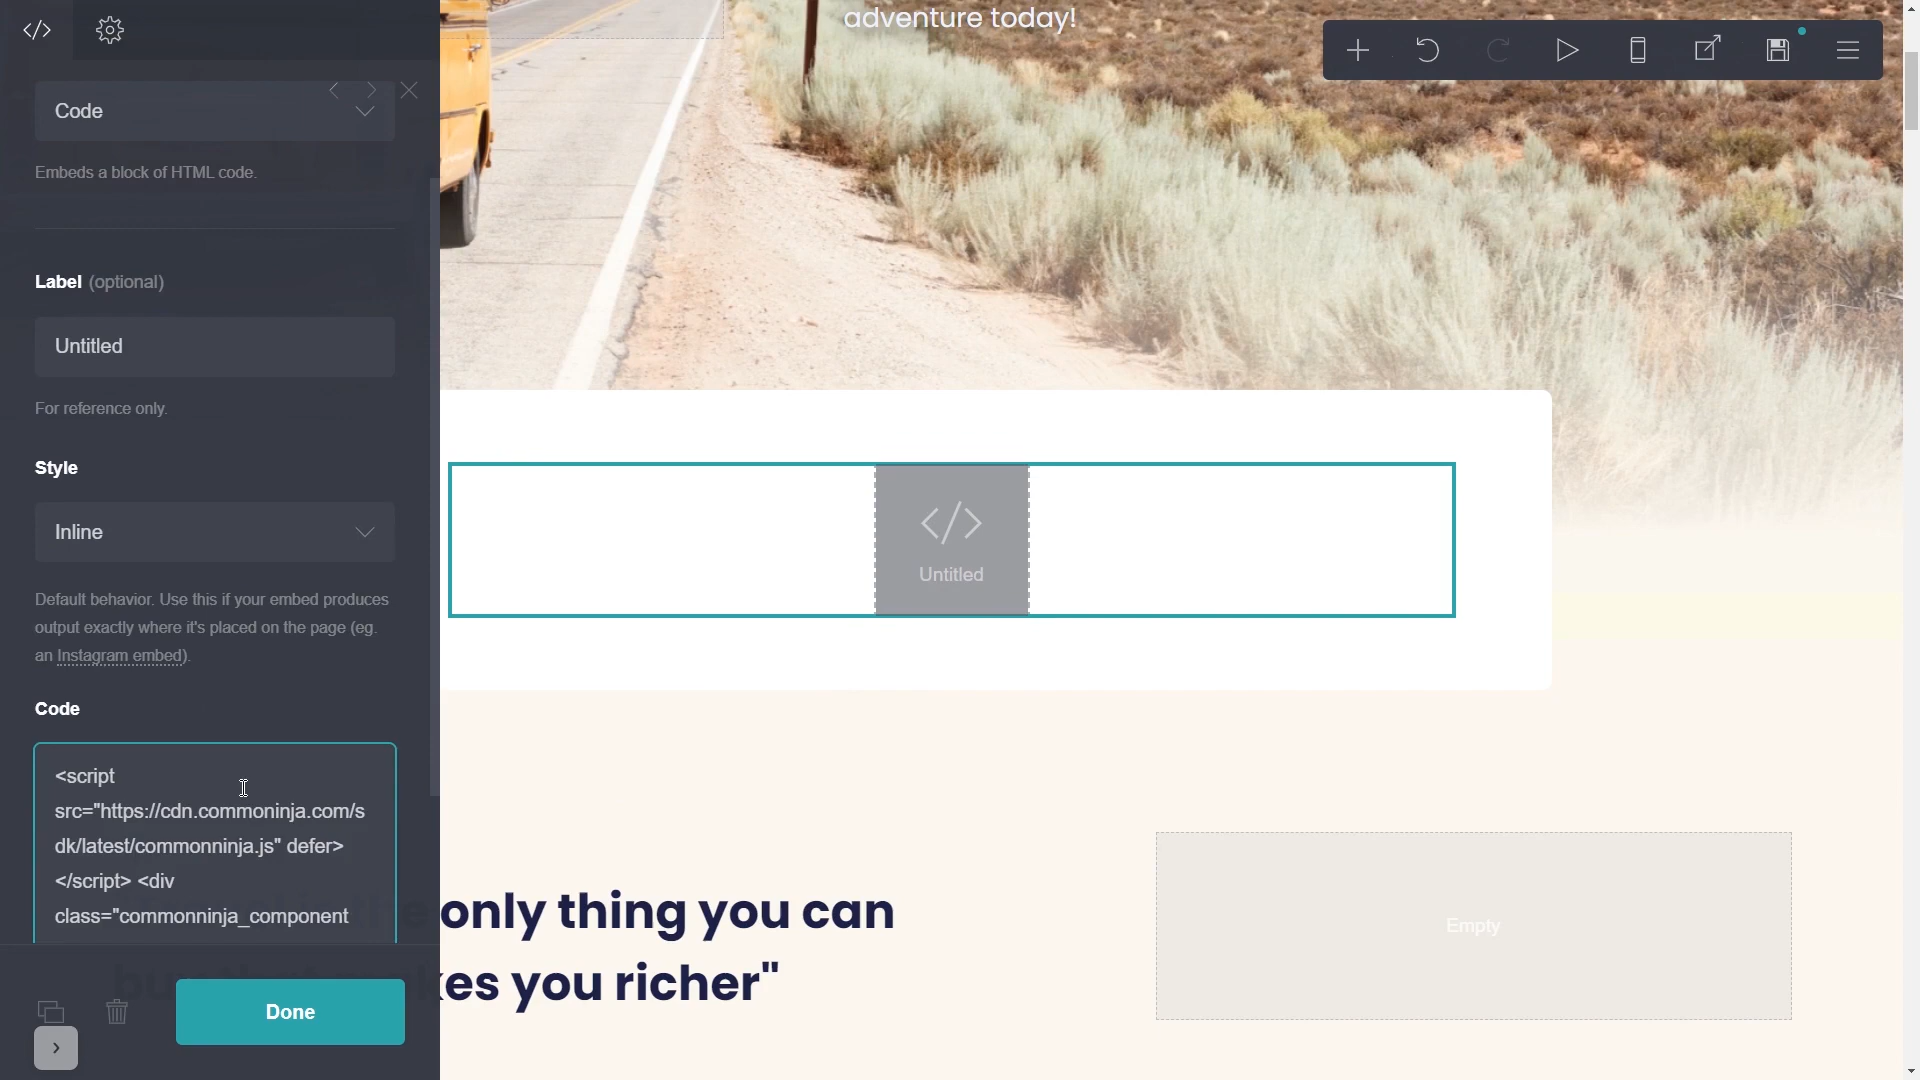 adventure today!
Code
Embeds a block of HTML code.
Label (optional)
Untitled
For reference only.
Style
Inline
Default behavior. Use this if your embed produces
output exactly where it's placed on the page (eg.
an Instagram embed).
Code
<script
src="https://cdn.commoninja.com/s
dk/latest/commonninja.js" defer>
</script> <div
class="commonninja_component
Done
Untitled
only thing you can
kes you richer"
Empty